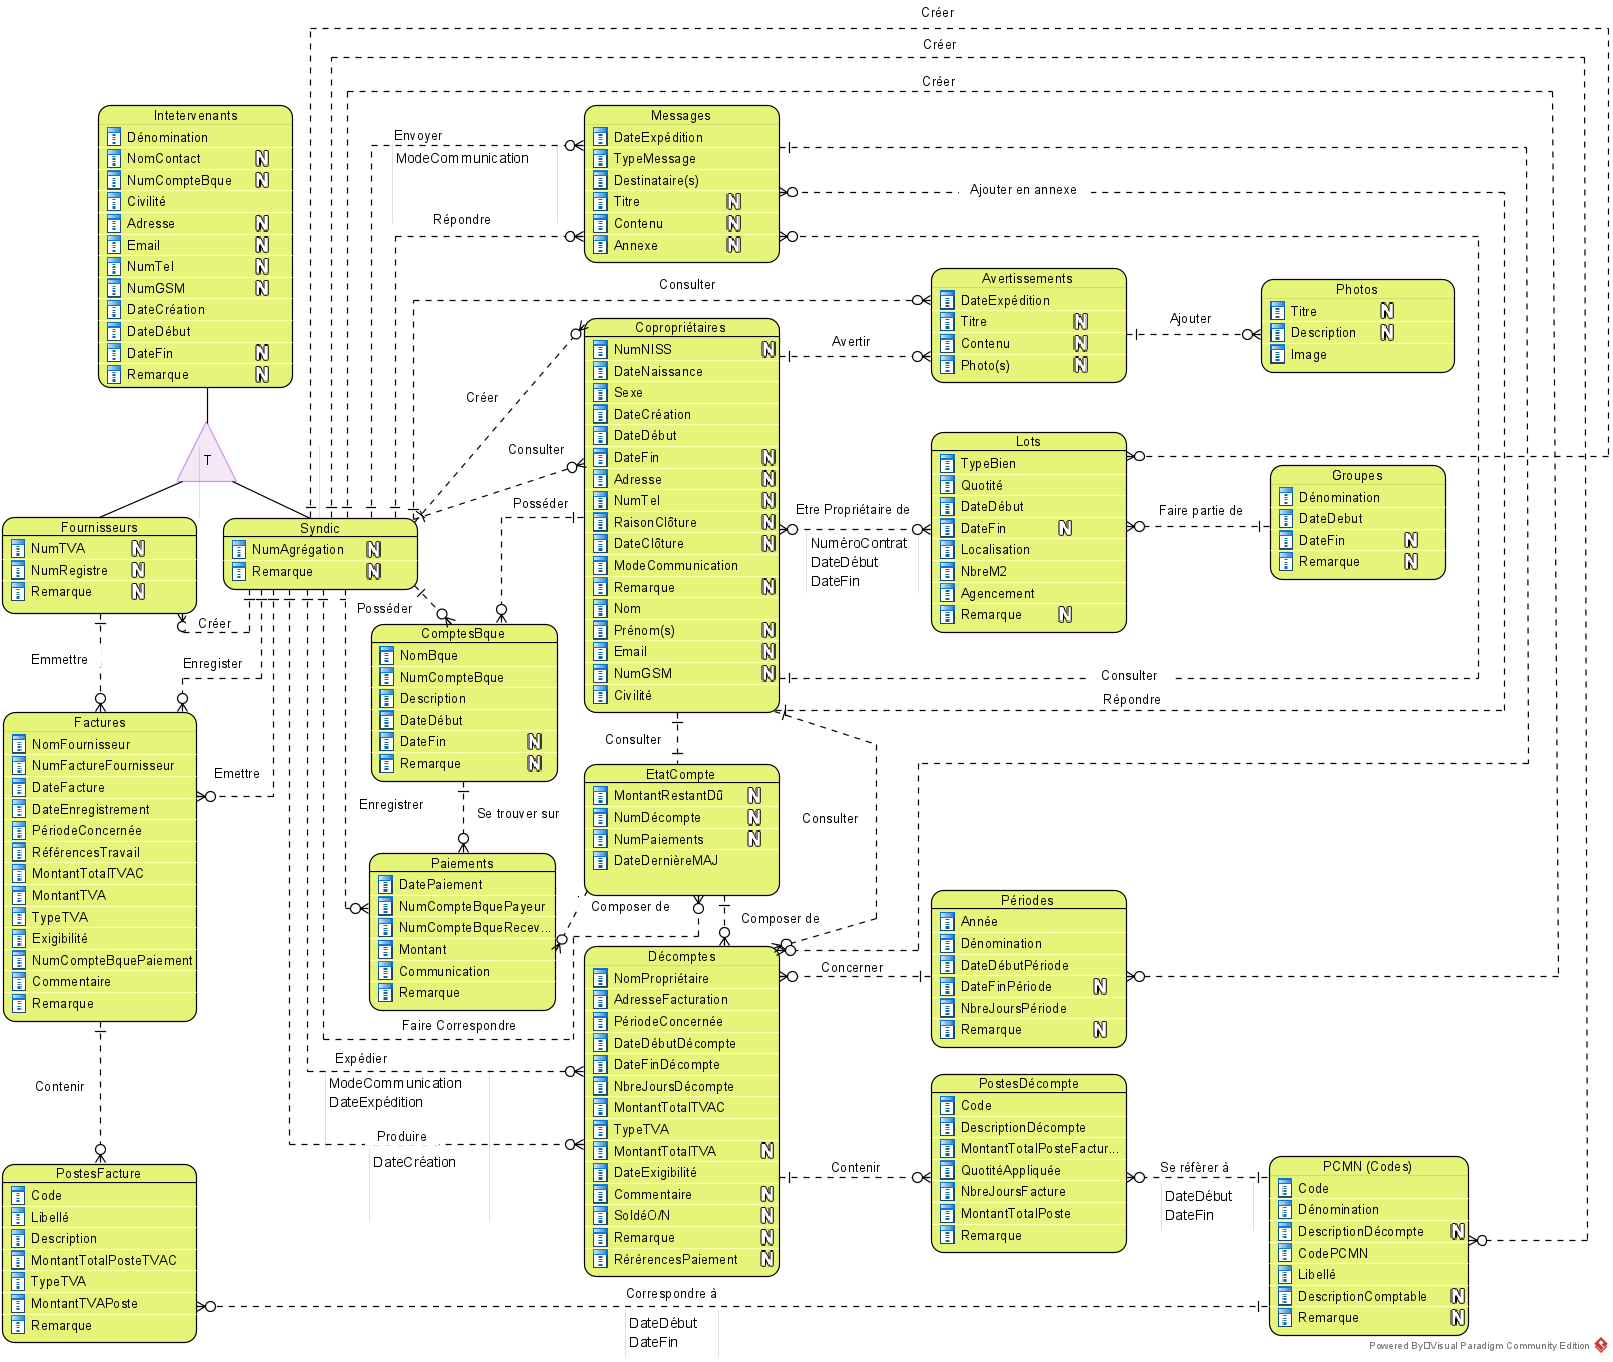 Créer
Créer
Créer
Intetervenants
Dénomination
NomContact
NumCompteBque
Civilité
Adresse
Email
NumTel
NumGSM
DateCréation
DateDébut
DateFin
Remarque
T
Fournisseurs
NumTVA
NumRegistre
Remarque
Syndic
NumAgrégation
Remarque
Envoyer
ModeCommunication
Répondre
Messages
DateExpédition
TypeMessage
Destinataire(s)
Titre
Contenu
Annexe
Ajouter en annexe
Consulter
Avertissements
DateExpédition
Titre
Contenu
Photo(s)
Ajouter
Photos
Titre
Description
Image
Créer
Consulter
Posséder
Copropriétaires
NumNISS
DateNaissance
Sexe
DateCréation
DateDébut
DateFin
Adresse
NumTel
RaisonClôture
DateClôture
ModeCommunication
Remarque
Nom
Prénom(s)
Email
NumGSM
Civilité
Avertir
Etre Propriétaire de
NuméroContrat
DateDébut
DateFin
Lots
TypeBien
Quotité
DateDébut
DateFin
Localisation
NbreM2
Agencement
Remarque
Faire partie de
Groupes
Dénomination
DateDebut
DateFin
Remarque
Consulter
Répondre
Créer
Emmettre
Enregister
Posséder
ComptesBque
NomBque
NumCompteBque
Description
DateDébut
DateFin
Remarque
Factures
NomFournisseur
NumFactureFournisseur
DateFacture
DateEnregistrement
PériodeConcernée
RéférencesTravail
MontantTotalTVAC
MontantTVA
TypeTVA
Exigibilité
NumCompteBquePaiement
Commentaire
Remarque
Emettre
Enregistrer
Se trouver sur
Paiements
DatePaiement
NumCompteBquePayeur
NumCompteBqueRecev...
Montant
Communication
Remarque
Consulter
EtatCompte
MontantRestantDû
NumDécompte
NumPaiements
DateDernièreMAJ
Consulter
Composer de
Composer de
Concerner
Périodes
Année
Dénomination
DateDébutPériode
DateFinPériode
NbreJoursPériode
Remarque
Faire Correspondre
Expédier
ModeCommunication
DateExpédition
Produire
DateCréation
Décomptes
NomPropriétaire
AdresseFacturation
PériodeConcernée
DateDébutDécompte
DateFinDécompte
NbreJoursDécompte
MontantTotalTVAC
TypeTVA
MontantTotalTVA
DateExigibilité
Commentaire
SoldéO/N
Remarque
RérérencesPaiement
Contenir
PostesDécompte
Code
DescriptionDécompte
MontantTotalPosteFactur...
QuotitéAppliquée
NbreJoursFacture
MontantTotalPoste
Remarque
Se réfèrer à
DateDébut
DateFin
PCMN (Codes)
Code
Dénomination
DescriptionDécompte
CodePCMN
Libellé
DescriptionComptable
Remarque
Contenir
PostesFacture
Code
Libellé
Description
MontantTotalPosteTVAC
TypeTVA
MontantTVAPoste
Remarque
Correspondre à
DateDébut
DateFin
Powered By Visual Paradigm Community Edition